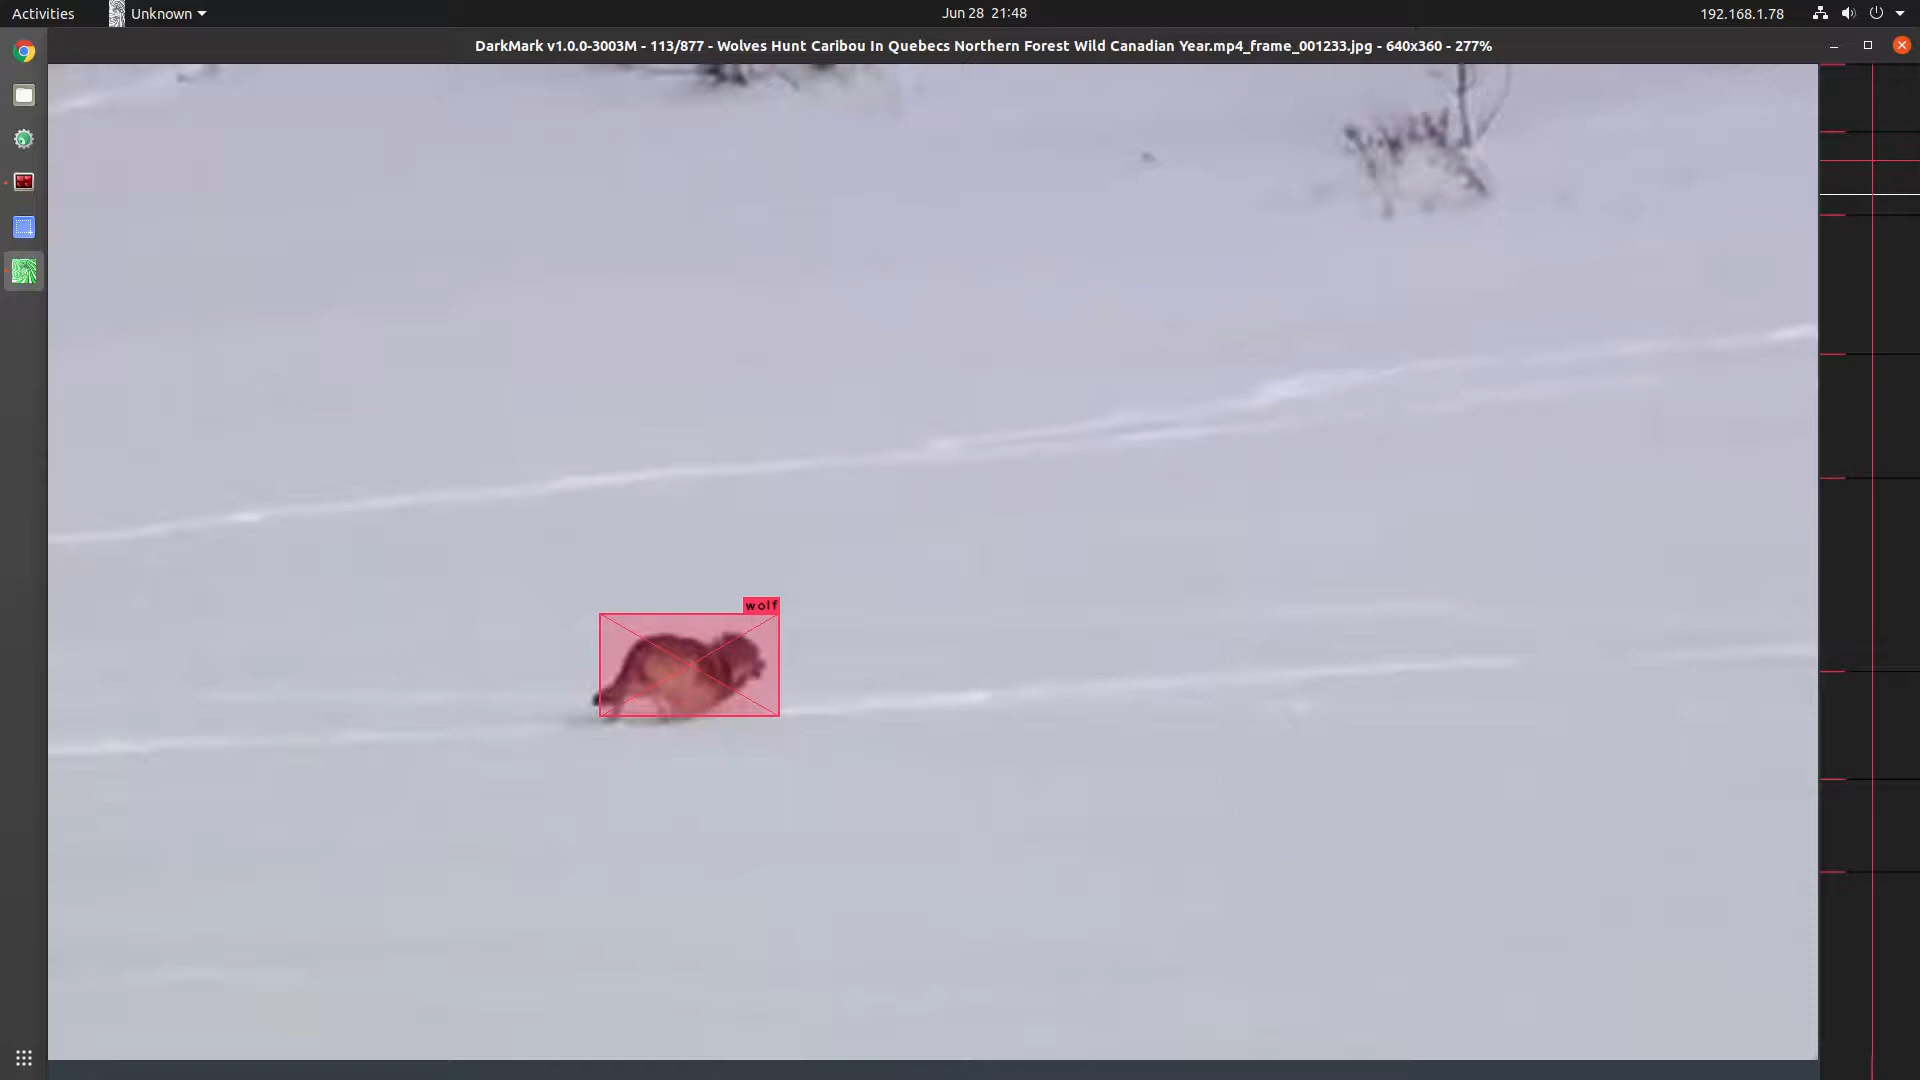 Activities
Unknown
Jun 28 21:48
192.168.1.78
DarkMark v1.0.0-3003M - 113/877 - Wolves Hunt Caribou In Quebecs Northern Forest Wild Canadian Year.mp4_frame_001233.jpg - 640x360 - 277%
wolf